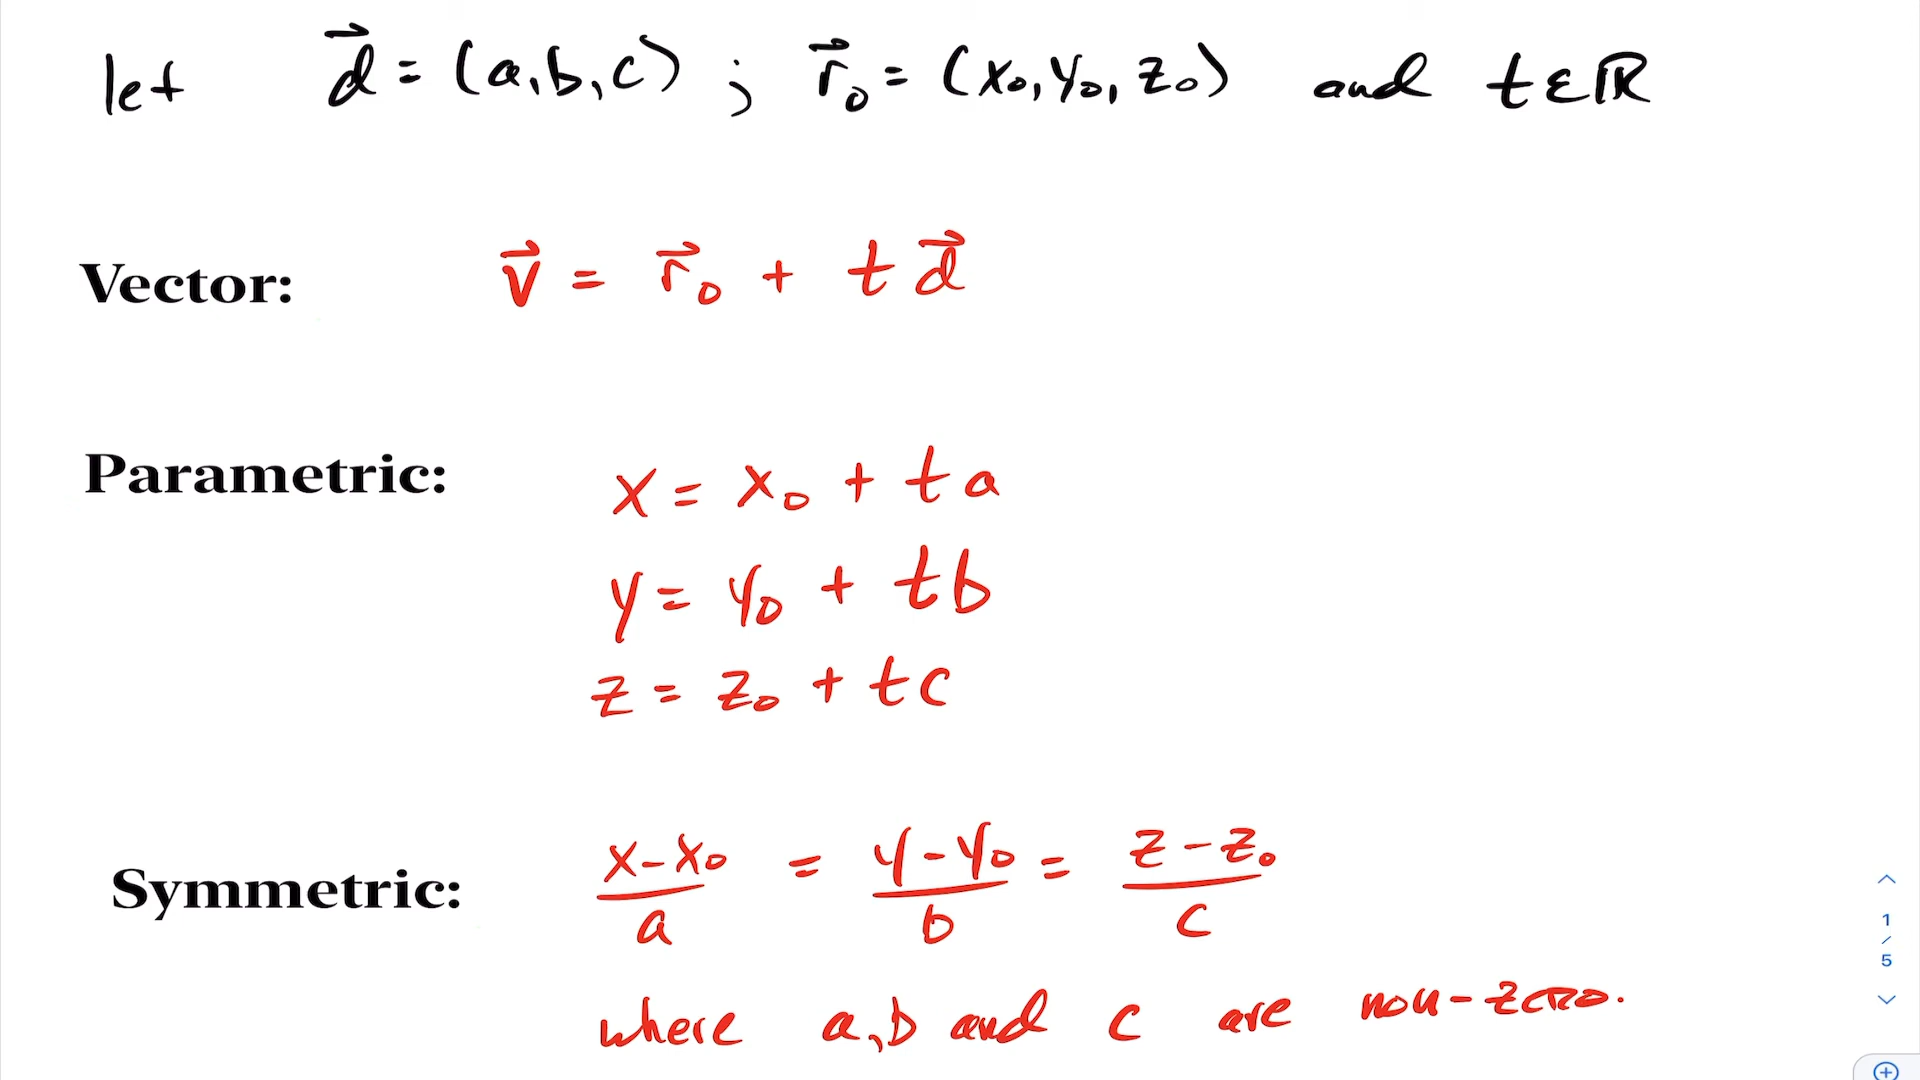 let d⃗ = (a,b,c) ; r⃗₀ = (x₀,y₀,z₀) and t∈ℝ
Vector: v⃗ = r⃗₀ + t d⃗
Parametric: x = x₀ + ta
y = y₀ + tb
z = z₀ + tc
Symmetric: (x-x₀)/a = (y-y₀)/b = (z-z₀)/c
where a,b and c are non-zero.
1
/
5